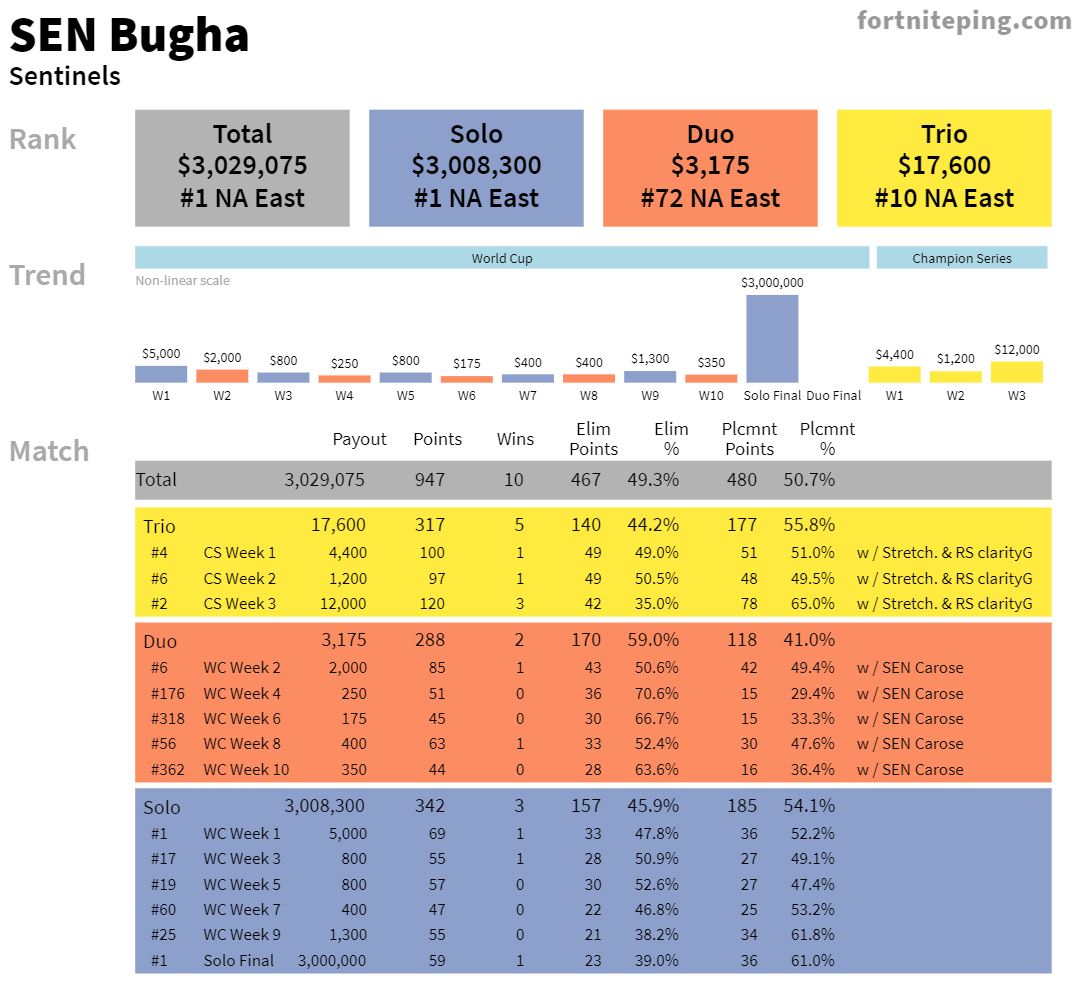 SEN Bugha
fortniteping.com
Sentinels
Rank
Total
$3,029,075
#1 NA East
Solo
$3,008,300
#1 NA East
Duo
$3,175
#72 NA East
Trio
$17,600
#10 NA East
Trend
World Cup
Champion Series
Non-linear scale
$5,000 $2,000 $800 $250 $800 $175 $400 $400 $1,300 $350 $3,000,000 $4,400 $1,200 $12,000
W1 W2 W3 W4 W5 W6 W7 W8 W9 W10 Solo Final Duo Final W1 W2 W3
Match
Payout Points Wins Elim Points Elim % Plcmnt Points Plcmnt %
Total 3,029,075 947 10 467 49.3% 480 50.7%
Trio 17,600 317 5 140 44.2% 177 55.8%
#4 CS Week 1 4,400 100 1 49 49.0% 51 51.0% w / Stretch. & RS clarityG
#6 CS Week 2 1,200 97 1 49 50.5% 48 49.5% w / Stretch. & RS clarityG
#2 CS Week 3 12,000 120 3 42 35.0% 78 65.0% w / Stretch. & RS clarityG
Duo 3,175 288 2 170 59.0% 118 41.0%
#6 WC Week 2 2,000 85 1 43 50.6% 42 49.4% w / SEN Carose
#176 WC Week 4 250 51 0 36 70.6% 15 29.4% w / SEN Carose
#318 WC Week 6 175 45 0 30 66.7% 15 33.3% w / SEN Carose
#56 WC Week 8 400 63 1 33 52.4% 30 47.6% w / SEN Carose
#362 WC Week 10 350 44 0 28 63.6% 16 36.4% w / SEN Carose
Solo 3,008,300 342 3 157 45.9% 185 54.1%
#1 WC Week 1 5,000 69 1 33 47.8% 36 52.2%
#17 WC Week 3 800 55 1 28 50.9% 27 49.1%
#19 WC Week 5 800 57 0 30 52.6% 27 47.4%
#60 WC Week 7 400 47 0 22 46.8% 25 53.2%
#25 WC Week 9 1,300 55 0 21 38.2% 34 61.8%
#1 Solo Final 3,000,000 59 1 23 39.0% 36 61.0%